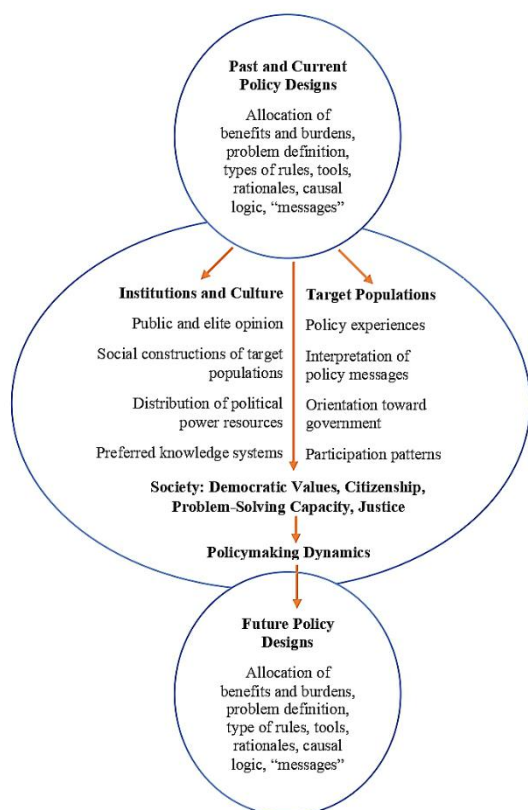 Past and Current
Policy Designs
Allocation of
benefits and burdens,
problem definition,
types of rules, tools,
rationales, causal
logic, “messages”
Institutions and Culture
Public and elite opinion
Social constructions of target
populations
Distribution of political
power resources
Preferred knowledge systems
Target Populations
Policy experiences
Interpretation of
policy messages
Orientation toward
government
Participation patterns
Society: Democratic Values, Citizenship,
Problem-Solving Capacity, Justice
Policymaking Dynamics
Future Policy
Designs
Allocation of
benefits and burdens,
problem definition,
type of rules, tools,
rationales, causal
logic, “messages”